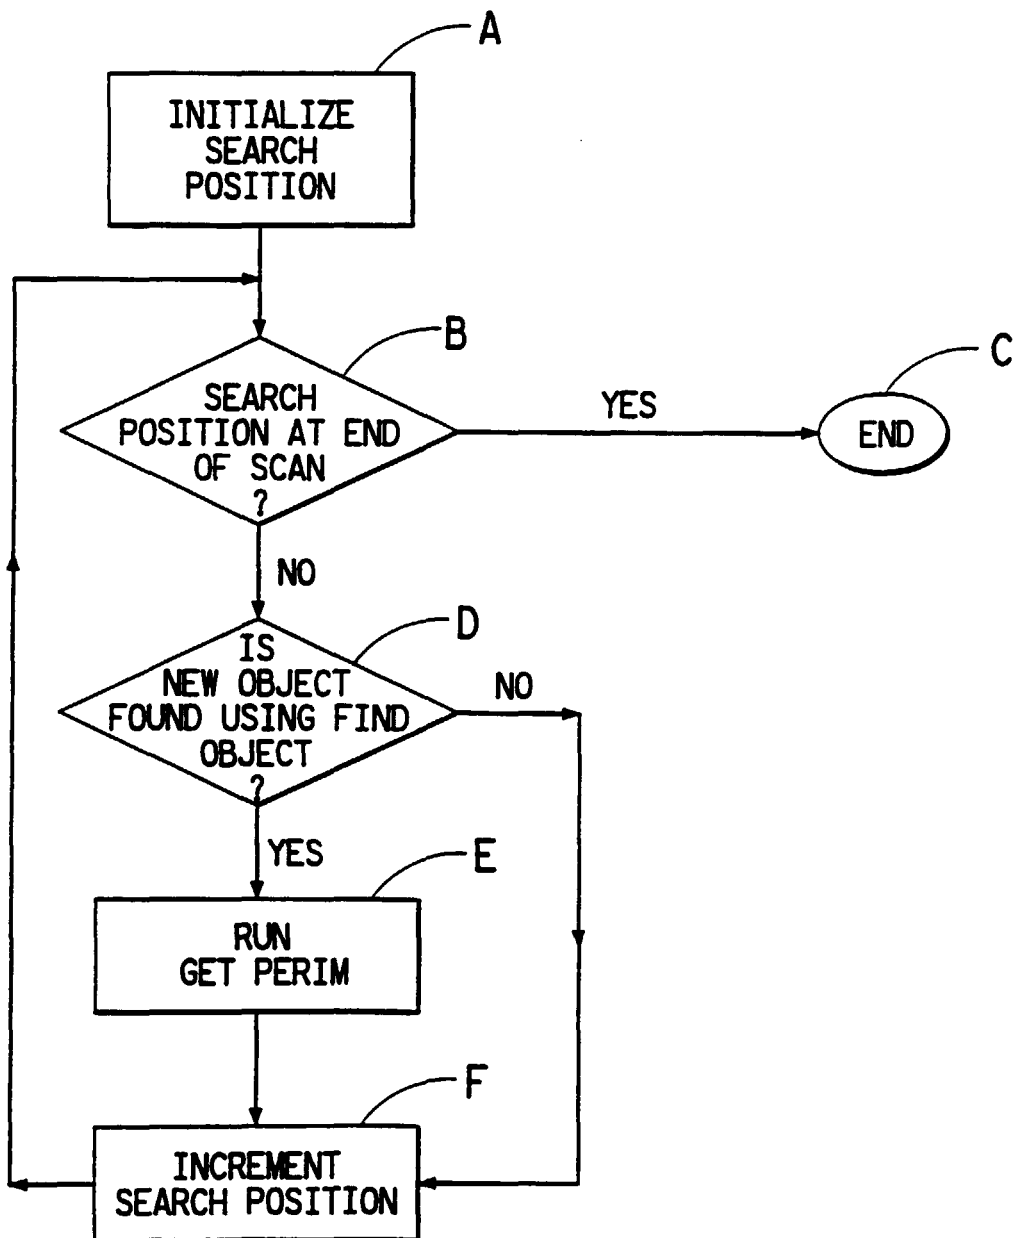 A
INITIALIZE
SEARCH
POSITION
B
SEARCH
POSITION AT END
OF SCAN
?
YES
C
END
NO
D
IS
NEW OBJECT
FOUND USING FIND
OBJECT
?
NO
YES
E
RUN
GET PERIM
F
INCREMENT
SEARCH POSITION